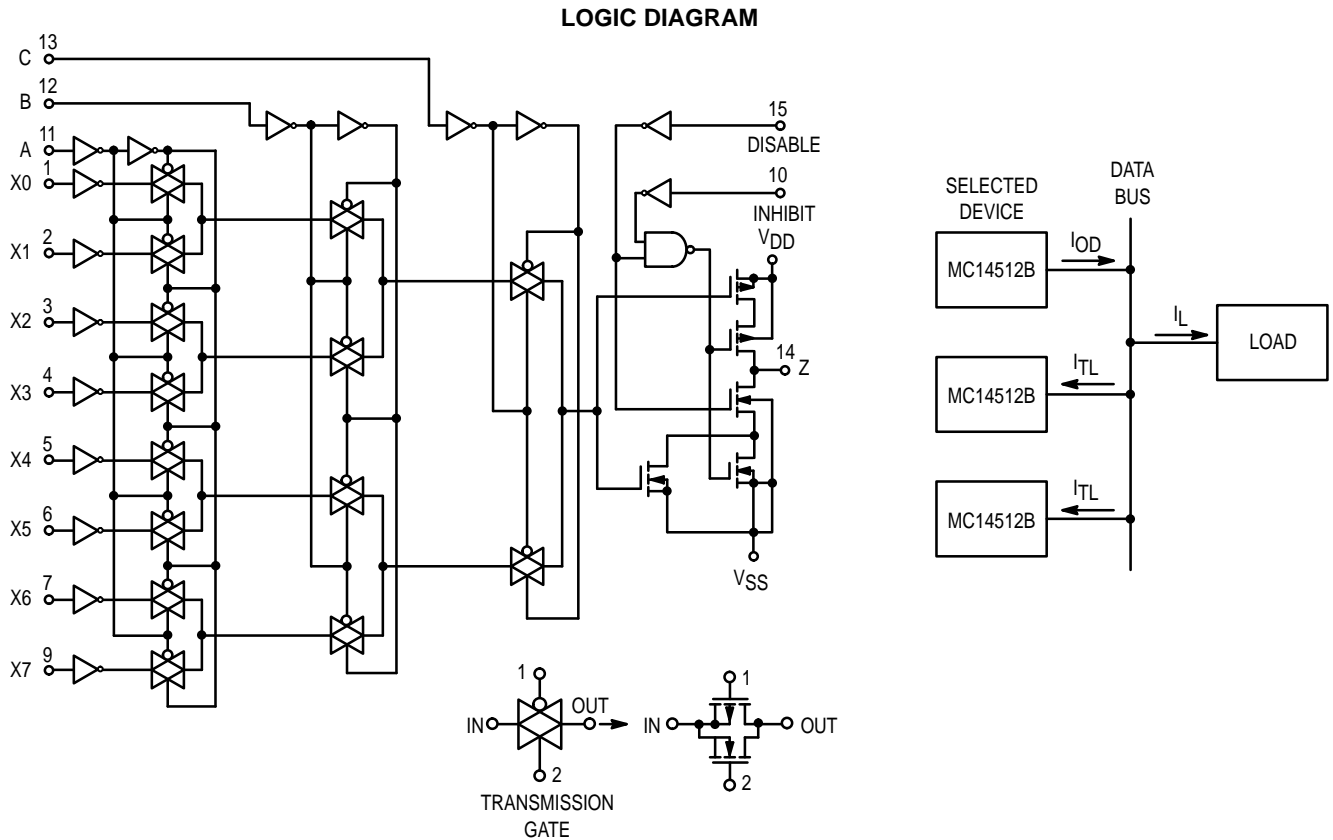 LOGIC DIAGRAM
C 13
B 12
A 11
X0 1
X1 2
X2 3
X3 4
X4 5
X5 6
X6 7
X7 9
15
DISABLE
10
INHIBIT
VDD
14 Z
VSS
1
IN
OUT
2
TRANSMISSION
GATE
1
IN
OUT
2
SELECTED
DEVICE
DATA
BUS
MC14512B
IOD
IL
LOAD
MC14512B
ITL
MC14512B
ITL